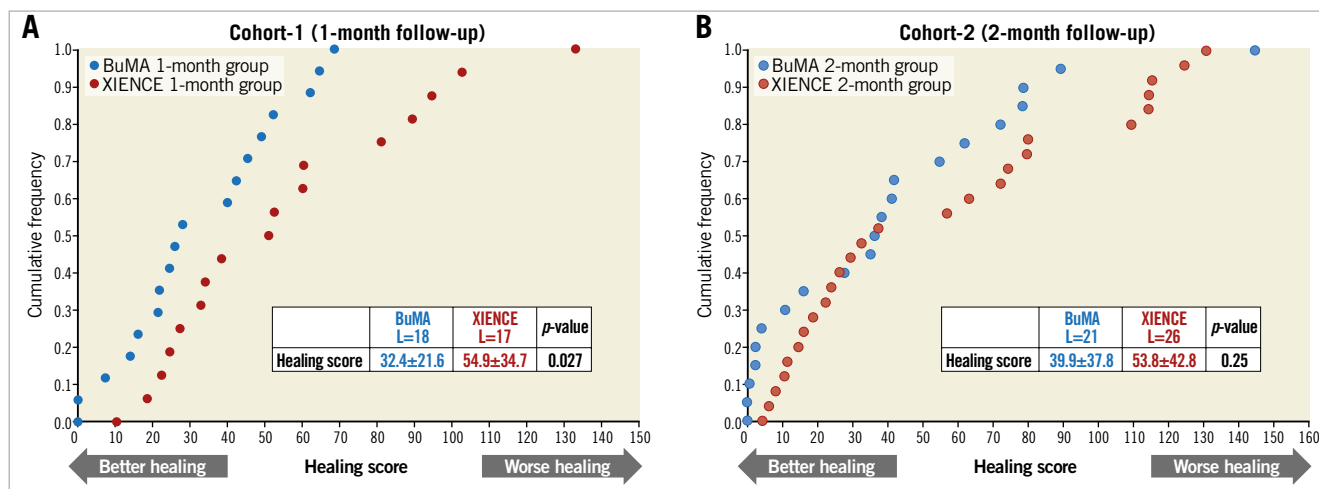 A
Cohort-1 (1-month follow-up)
BuMA 1-month group
XIENCE 1-month group
Cumulative frequency
1.0
0.9
0.8
0.7
0.6
0.5
0.4
0.3
0.2
0.1
0.0
BuMA L=18 XIENCE L=17 p-value
Healing score 32.4±21.6 54.9±34.7 0.027
0 10 20 30 40 50 60 70 80 90 100 110 120 130 140 150
Better healing Healing score Worse healing
B
Cohort-2 (2-month follow-up)
BuMA 2-month group
XIENCE 2-month group
Cumulative frequency
1.0
0.9
0.8
0.7
0.6
0.5
0.4
0.3
0.2
0.1
0.0
BuMA L=21 XIENCE L=26 p-value
Healing score 39.9±37.8 53.8±42.8 0.25
0 10 20 30 40 50 60 70 80 90 100 110 120 130 140 150 160
Better healing Healing score Worse healing